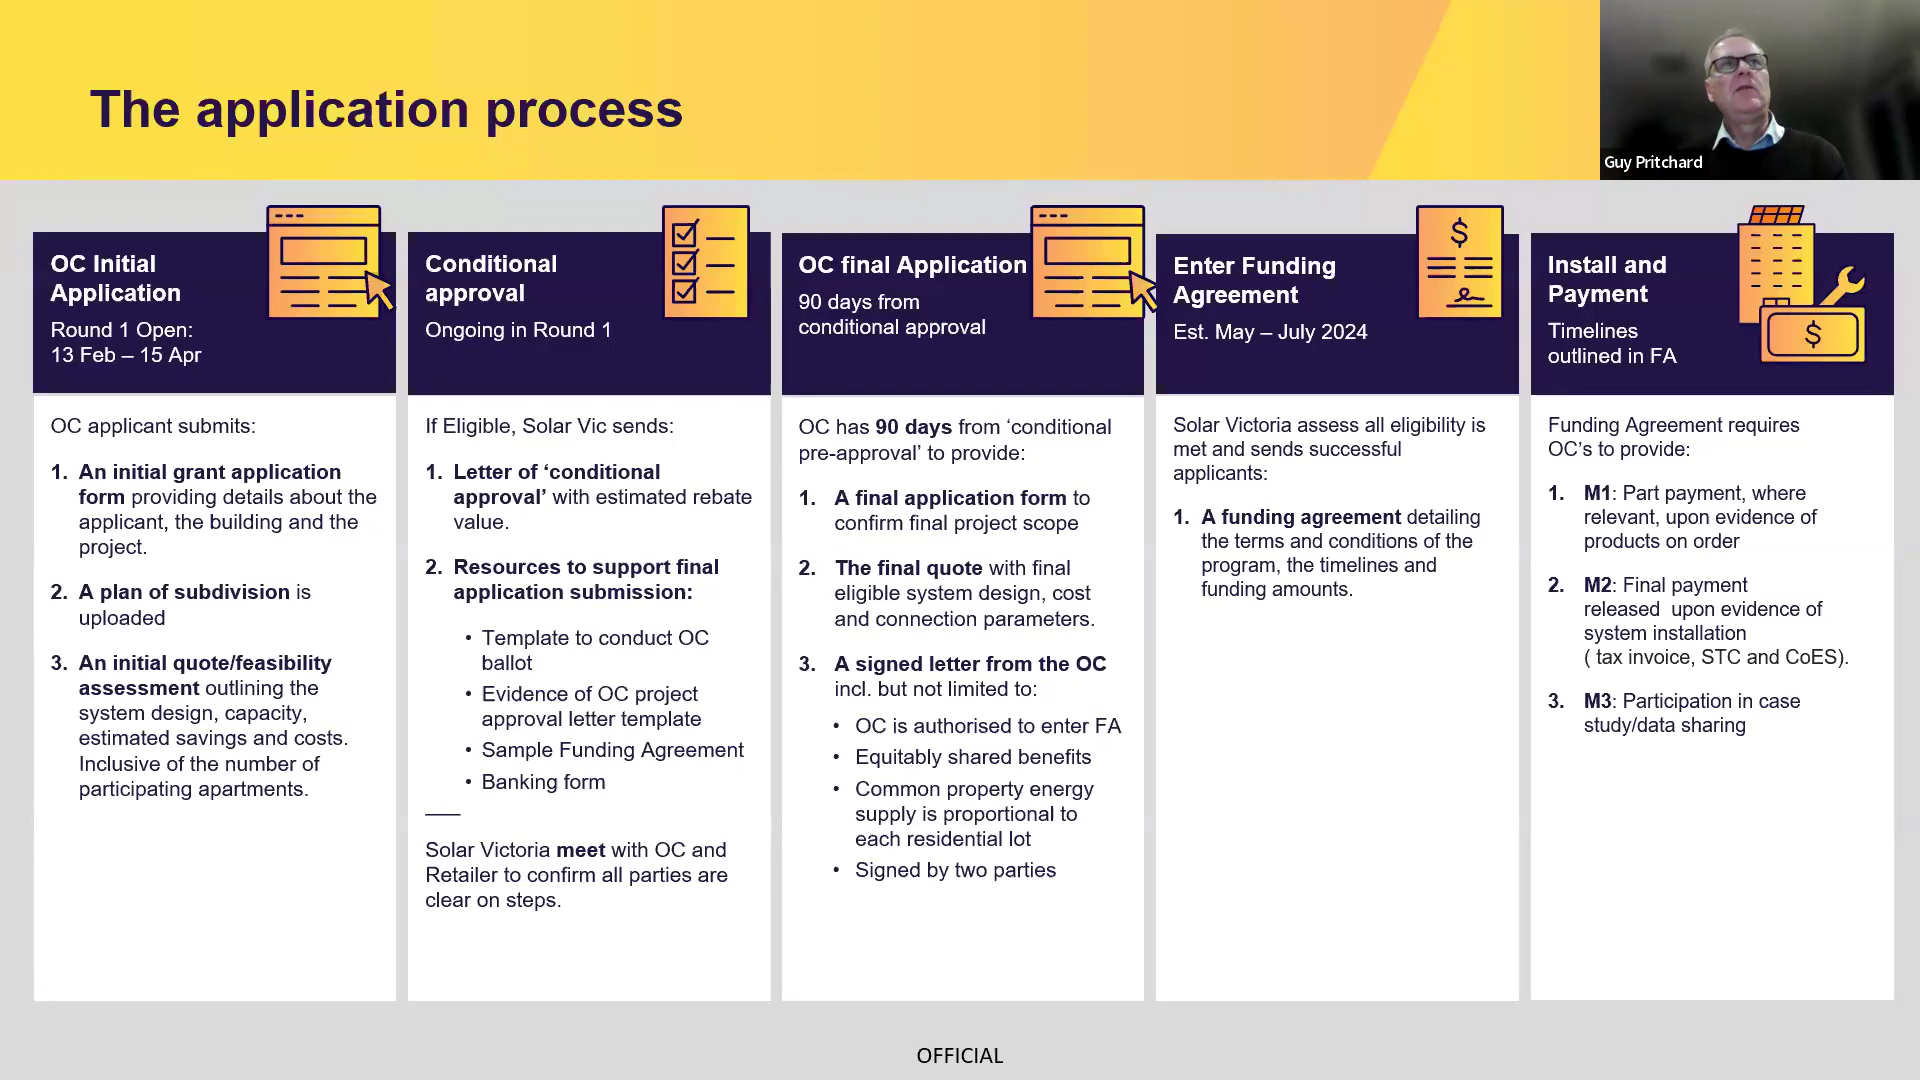 The application process
Guy Pritchard
OC Initial
Application
Round 1 Open:
13 Feb – 15 Apr
OC applicant submits:
1. An initial grant application
form providing details about the
applicant, the building and the
project.
2. A plan of subdivision is
uploaded
3. An initial quote/feasibility
assessment outlining the
system design, capacity,
estimated savings and costs.
Inclusive of the number of
participating apartments.
Conditional
approval
Ongoing in Round 1
If Eligible, Solar Vic sends:
1. Letter of ‘conditional
approval’ with estimated rebate
value.
2. Resources to support final
application submission:
• Template to conduct OC
ballot
• Evidence of OC project
approval letter template
• Sample Funding Agreement
• Banking form
Solar Victoria meet with OC and
Retailer to confirm all parties are
clear on steps.
OC final Application
90 days from
conditional approval
OC has 90 days from ‘conditional
pre-approval’ to provide:
1. A final application form to
confirm final project scope
2. The final quote with final
eligible system design, cost
and connection parameters.
3. A signed letter from the OC
incl. but not limited to:
• OC is authorised to enter FA
• Equitably shared benefits
• Common property energy
supply is proportional to
each residential lot
• Signed by two parties
$
Enter Funding
Agreement
Est. May – July 2024
Solar Victoria assess all eligibility is
met and sends successful
applicants:
1. A funding agreement detailing
the terms and conditions of the
program, the timelines and
funding amounts.
Install and
Payment
Timelines
outlined in FA
$
Funding Agreement requires
OC’s to provide:
1. M1: Part payment, where
relevant, upon evidence of
products on order
2. M2: Final payment
released  upon evidence of
system installation
( tax invoice, STC and CoES).
3. M3: Participation in case
study/data sharing
OFFICIAL